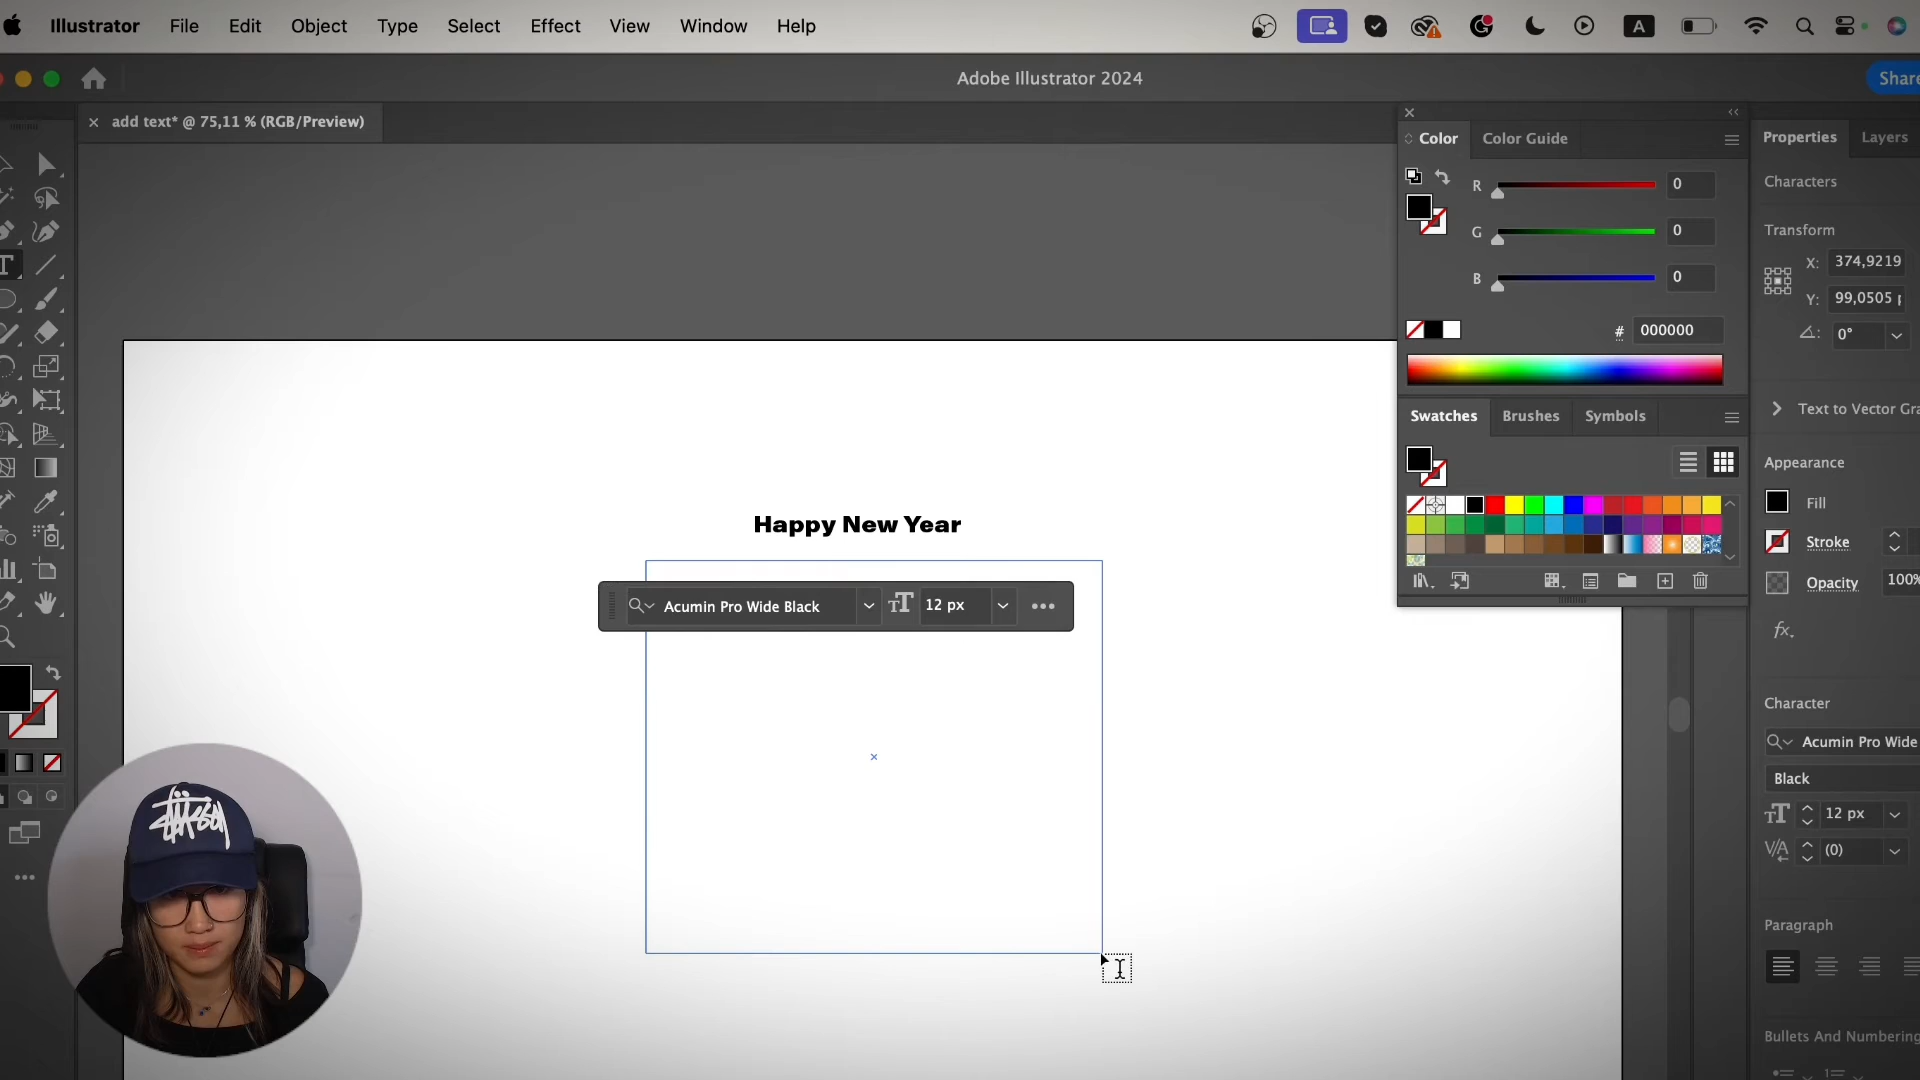 Illustrator File Edit Object Type Select Effect View Window Help
A
Adobe Illustrator 2024
Share
× add text* @ 75,11 % (RGB/Preview)
Color Color Guide
R 0
G 0
B 0
# 000000
Swatches Brushes Symbols
Properties Layers
Characters
Transform
X: 374,9219
Y: 99,0505
0°
Text to Vector Gra
Appearance
Fill
Stroke
Opacity 100%
fx.
Character
Acumin Pro Wide
Black
12 px
(0)
Paragraph
Bullets And Numbering
Happy New Year
Acumin Pro Wide Black 12 px
STÜSSY